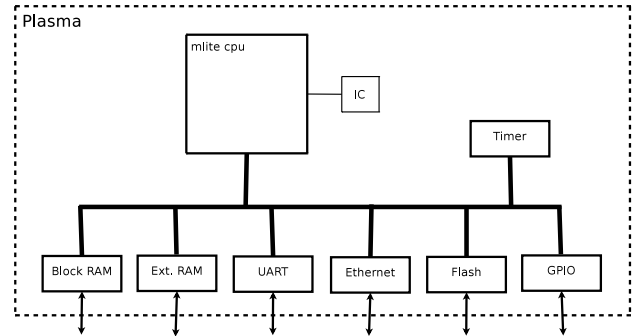 Plasma
mlite cpu
IC
Timer
Block RAM
Ext. RAM
UART
Ethernet
Flash
GPIO